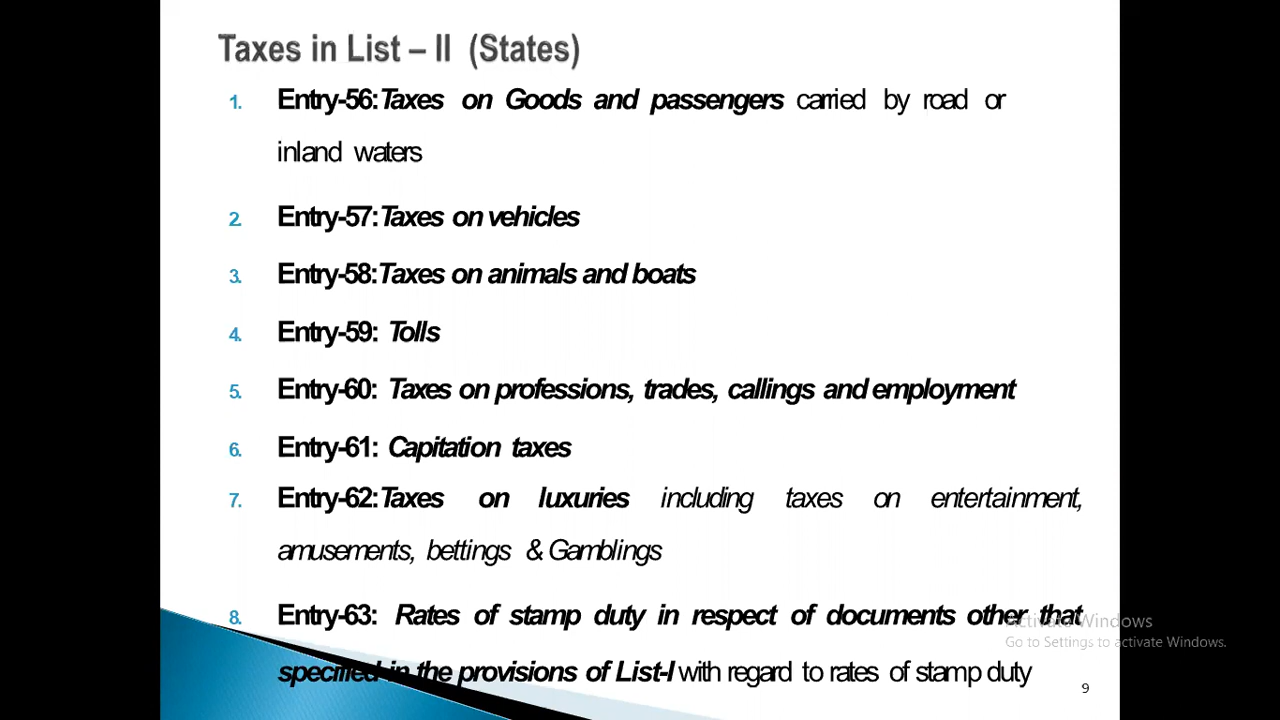 Taxes in List – II (States)
1. Entry-56:Taxes on Goods and passengers carried by road or
inland waters
2. Entry-57:Taxes on vehicles
3. Entry-58:Taxes on animals and boats
4. Entry-59: Tolls
5. Entry-60: Taxes on professions, trades, callings and employment
6. Entry-61: Capitation taxes
7. Entry-62:Taxes on luxuries including taxes on entertainment,
amusements, bettings & Gamblings
8. Entry-63: Rates of stamp duty in respect of documents other that
specified in the provisions of List-I with regard to rates of stamp duty
Activate Windows
Go to Settings to activate Windows.
9